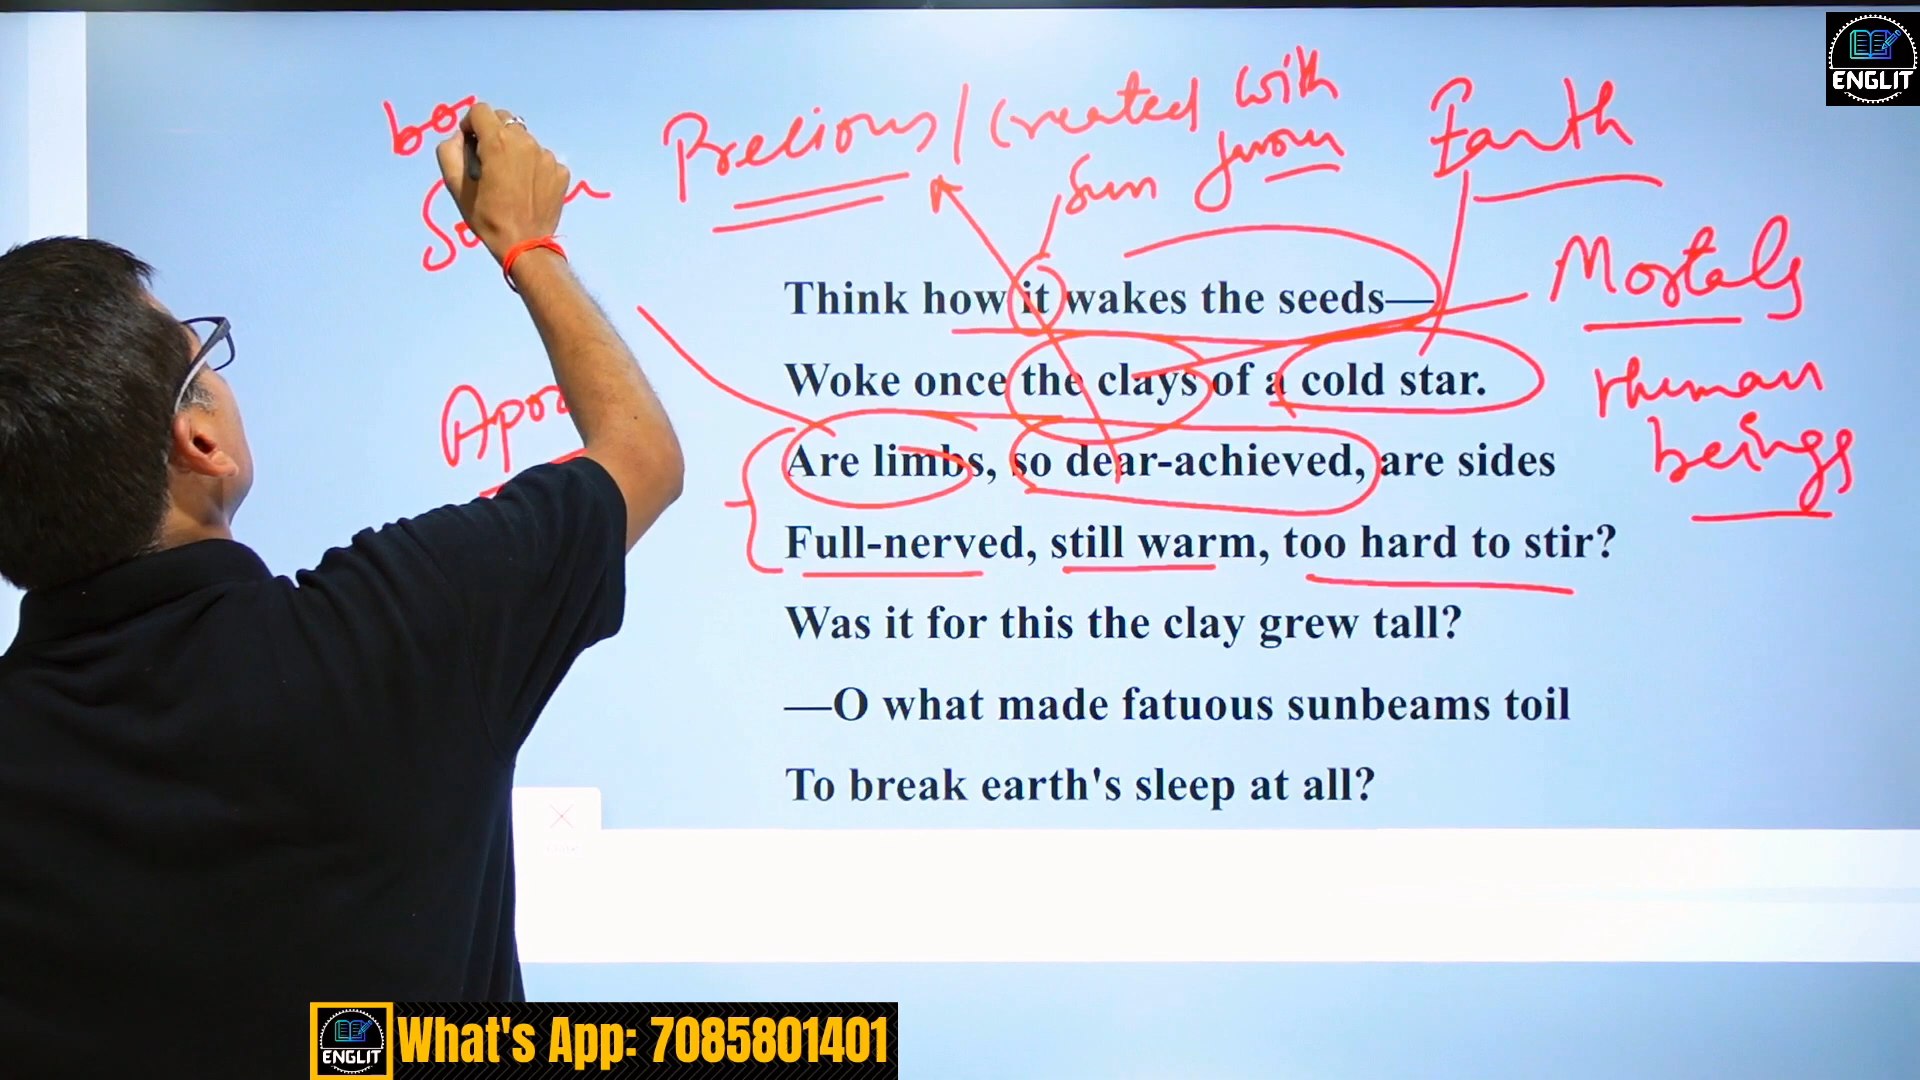 ENGLIT
Precious / Created with
Sun
Earth
Mortals
Human
beings
Think how it wakes the seeds—
Woke once the clays of a cold star.
Are limbs, so dear-achieved, are sides
Full-nerved, still warm, too hard to stir?
Was it for this the clay grew tall?
—O what made fatuous sunbeams toil
To break earth's sleep at all?
ENGLIT
What's App: 7085801401